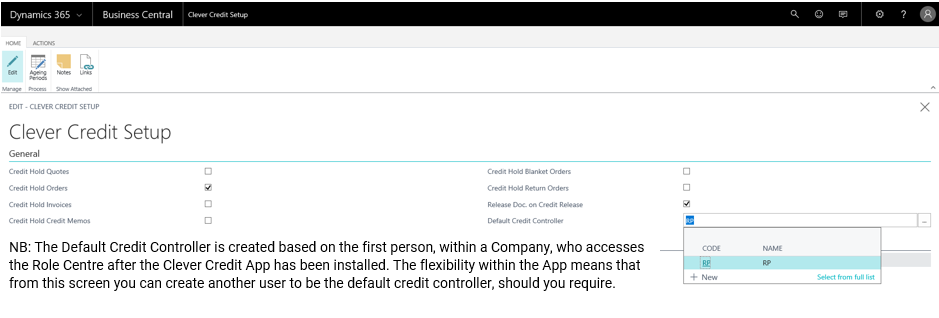 Dynamics 365 Business Central Clever Credit Setup ?
HOME ACTIONS
Edit Ageing Periods Notes Links
Manage Process Show Attached
EDIT - CLEVER CREDIT SETUP
Clever Credit Setup
General
Credit Hold Quotes Credit Hold Blanket Orders
Credit Hold Orders Credit Hold Return Orders
Credit Hold Invoices Release Doc. on Credit Release
Credit Hold Credit Memos Default Credit Controller RP ...
NB: The Default Credit Controller is created based on the first person, within a Company, who accesses
the Role Centre after the Clever Credit App has been installed. The flexibility within the App means that
from this screen you can create another user to be the default credit controller, should you require.
CODE NAME
RP RP
+ New Select from full list